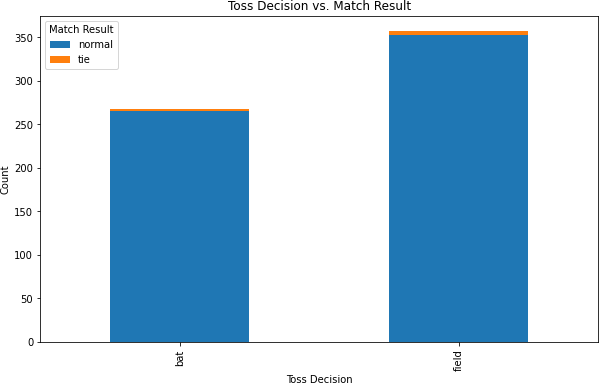 Toss Decision vs. Match Result
Match Result
normal
tie
350
300
250
200
150
100
50
0
Count
bat
field
Toss Decision